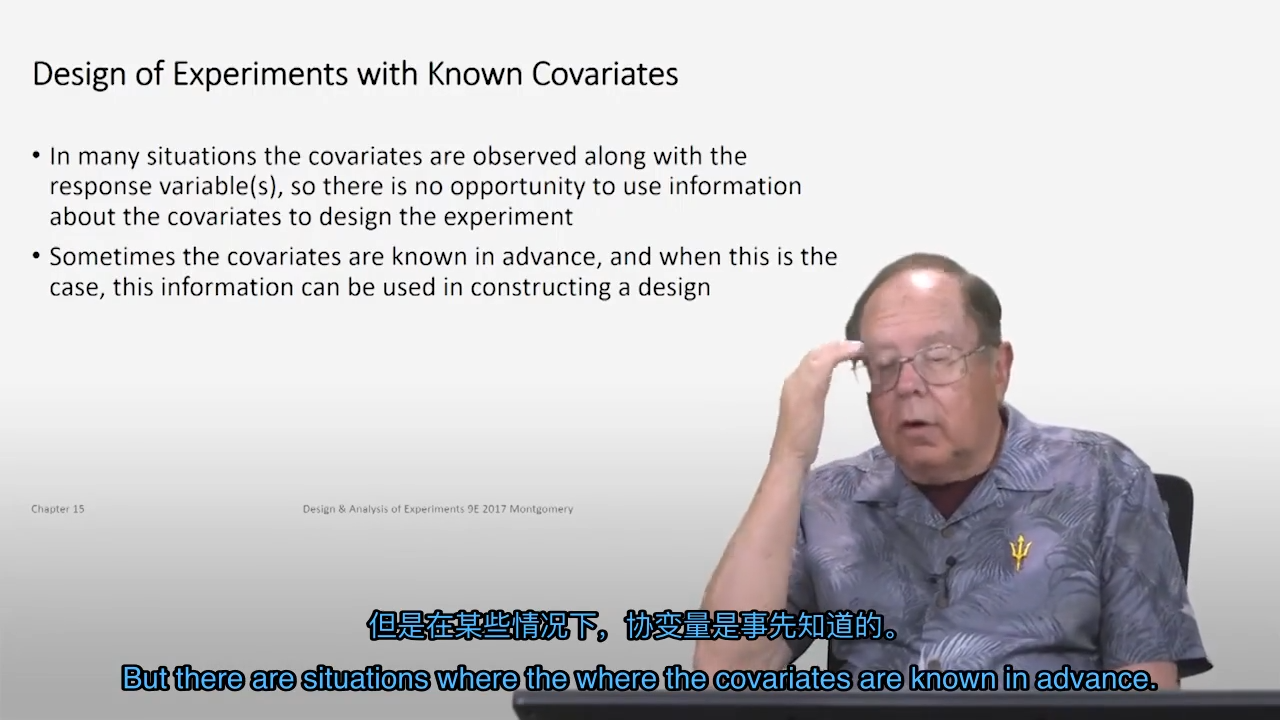 Design of Experiments with Known Covariates
• In many situations the covariates are observed along with the
response variable(s), so there is no opportunity to use information
about the covariates to design the experiment
• Sometimes the covariates are known in advance, and when this is the
case, this information can be used in constructing a design
Chapter 15
Design & Analysis of Experiments 9E 2017 Montgomery
但是在某些情况下，协变量是事先知道的。
But there are situations where the where the covariates are known in advance.